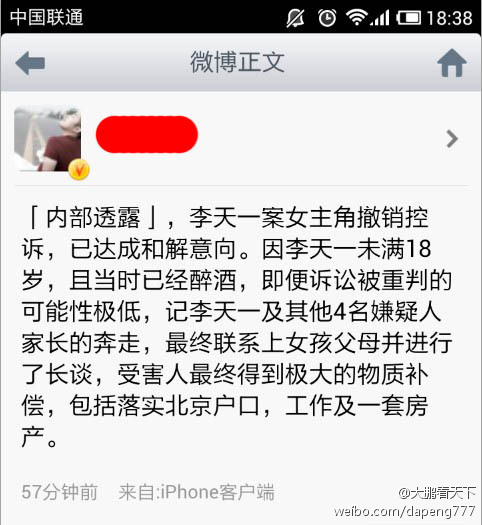 中国联通 18:38
微博正文
「内部透露」，李天一案女主角撤销控
诉，已达成和解意向。因李天一未满18
岁，且当时已经醉酒，即便诉讼被重判的
可能性极低，记李天一及其他4名嫌疑人
家长的奔走，最终联系上女孩父母并进行
了长谈，受害人最终得到极大的物质补
偿，包括落实北京户口，工作及一套房
产。
57分钟前 来自:iPhone客户端
@大鹏看天下
weibo.com/dapeng777